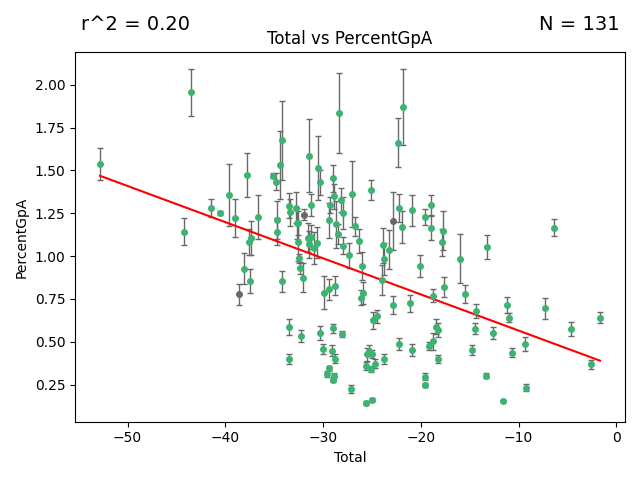 r^2 = 0.20
N = 131
Total vs PercentGpA
PercentGpA
2.00
1.75
1.50
1.25
1.00
0.75
0.50
0.25
−50
−40
−30
−20
−10
0
Total